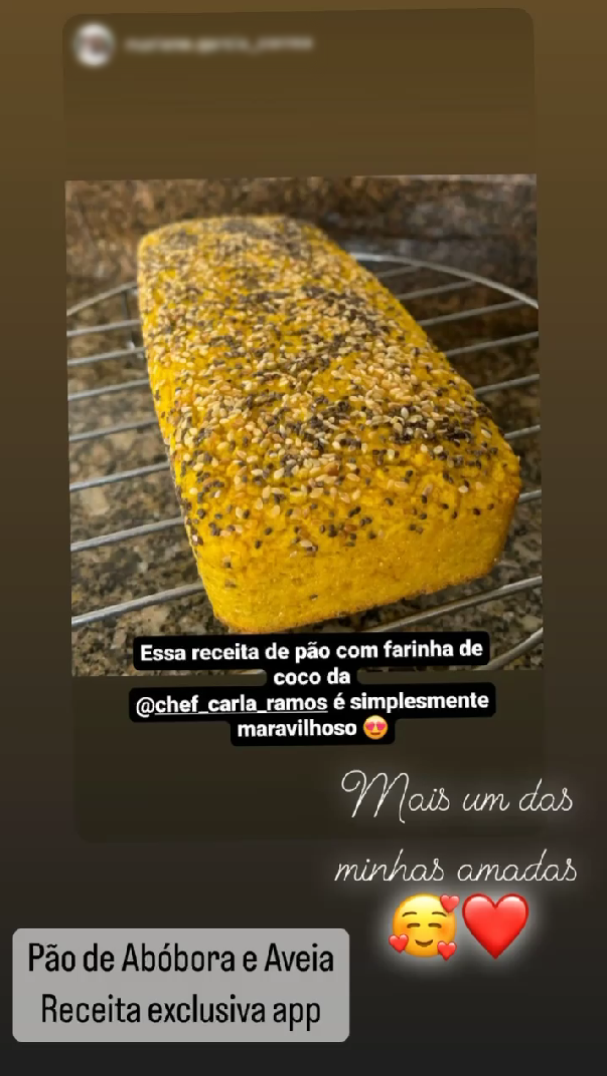 Essa receita de pão com farinha de
coco da
@chef_carla_ramos é simplesmente
maravilhoso 😍
Mais um das
minhas amadas
🥰❤️
Pão de Abóbora e Aveia
Receita exclusiva app